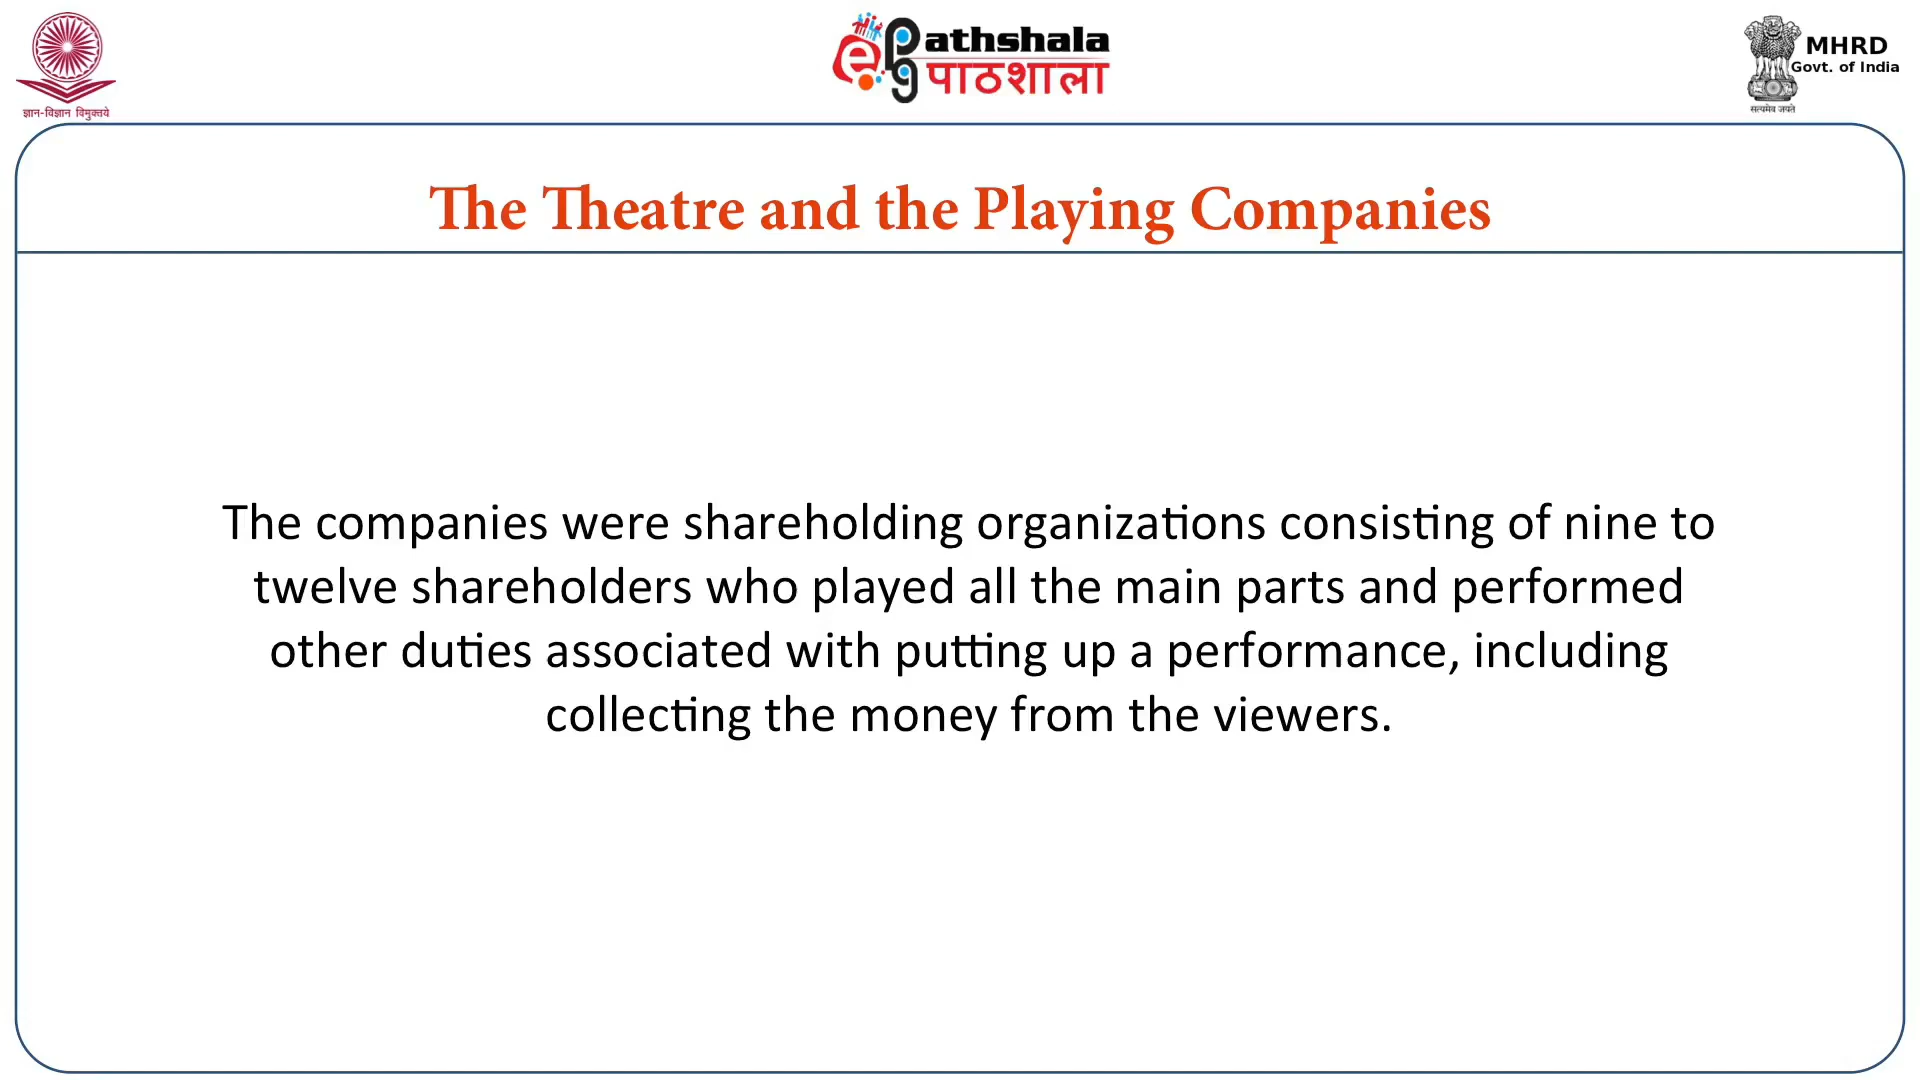 ज्ञान-विज्ञान विमुक्तये
e Pathshala
पाठशाला
MHRD
Govt. of India
सत्यमेव जयते
The Theatre and the Playing Companies
The companies were shareholding organizations consisting of nine to
twelve shareholders who played all the main parts and performed
other duties associated with putting up a performance, including
collecting the money from the viewers.